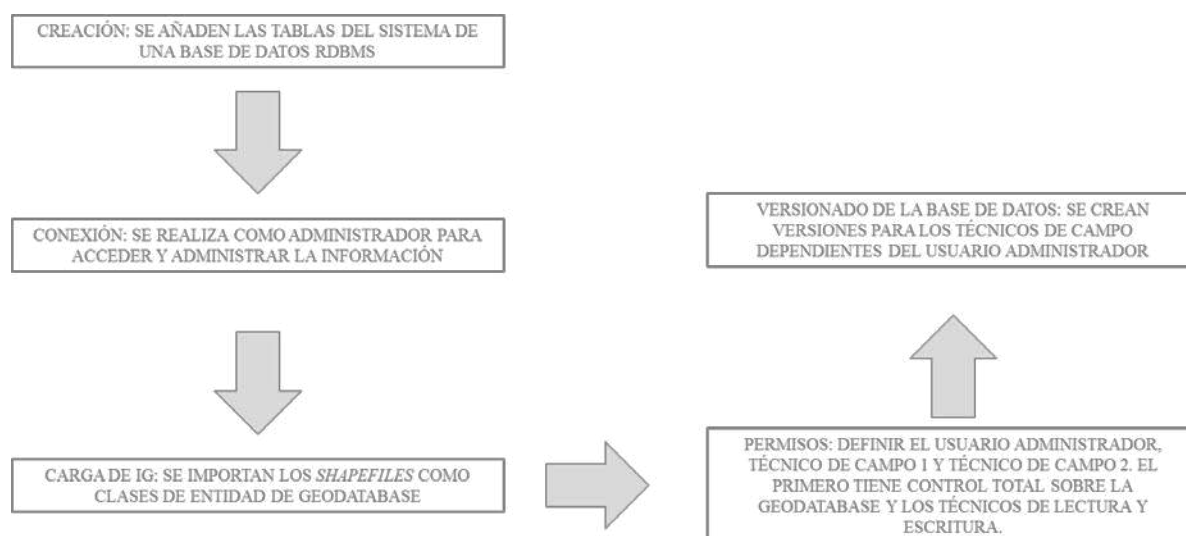 CREACIÓN: SE AÑADEN LAS TABLAS DEL SISTEMA DE
UNA BASE DE DATOS RDBMS
CONEXIÓN: SE REALIZA COMO ADMINISTRADOR PARA
ACCEDER Y ADMINISTRAR LA INFORMACIÓN
CARGA DE IG: SE IMPORTAN LOS SHAPEFILES COMO
CLASES DE ENTIDAD DE GEODATABASE
PERMISOS: DEFINIR EL USUARIO ADMINISTRADOR,
TÉCNICO DE CAMPO 1 Y TÉCNICO DE CAMPO 2. EL
PRIMERO TIENE CONTROL TOTAL SOBRE LA
GEODATABASE Y LOS TÉCNICOS DE LECTURA Y
ESCRITURA.
VERSIONADO DE LA BASE DE DATOS: SE CREAN
VERSIONES PARA LOS TÉCNICOS DE CAMPO
DEPENDIENTES DEL USUARIO ADMINISTRADOR